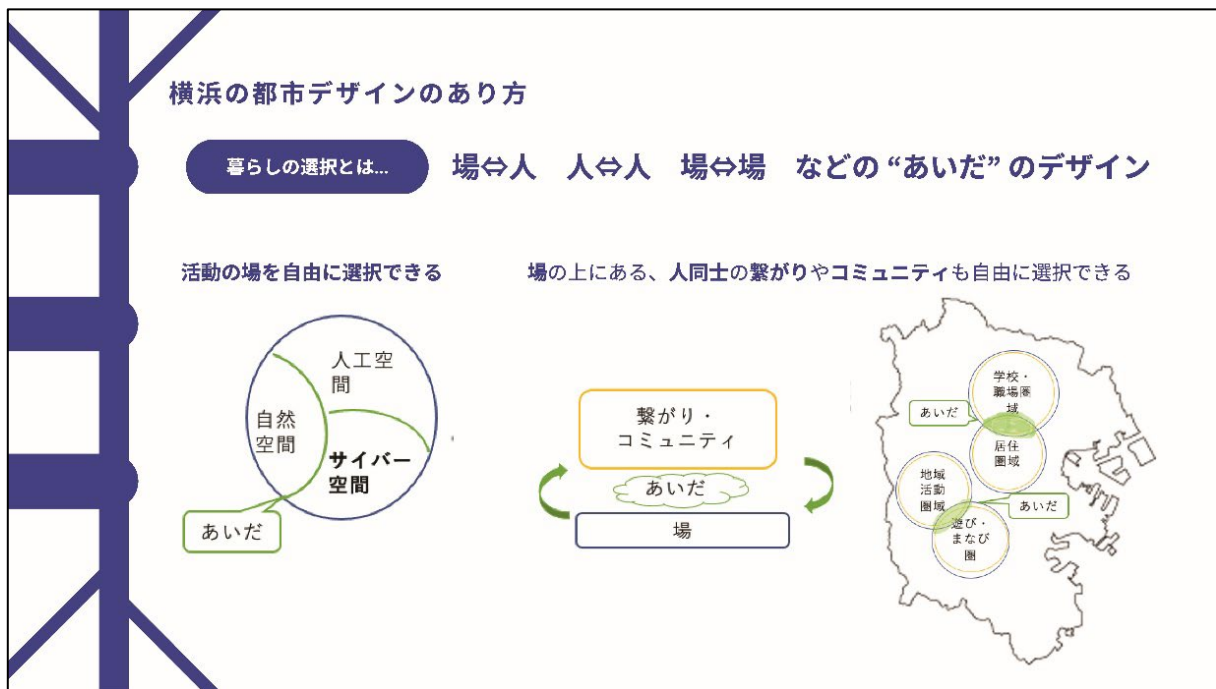 横浜の都市デザインのあり方
暮らしの選択とは...
場⇔人 人⇔人 場⇔場 などの “あいだ” のデザイン
活動の場を自由に選択できる
人工空
間
自然
空間
サイバー
空間
あいだ
場の上にある、人同士の繋がりやコミュニティも自由に選択できる
繋がり・
コミュニティ
あいだ
場
学校・
職場圏
域
あいだ
居住
圏域
地域
活動
圏域
あいだ
遊び・
まなび
圏